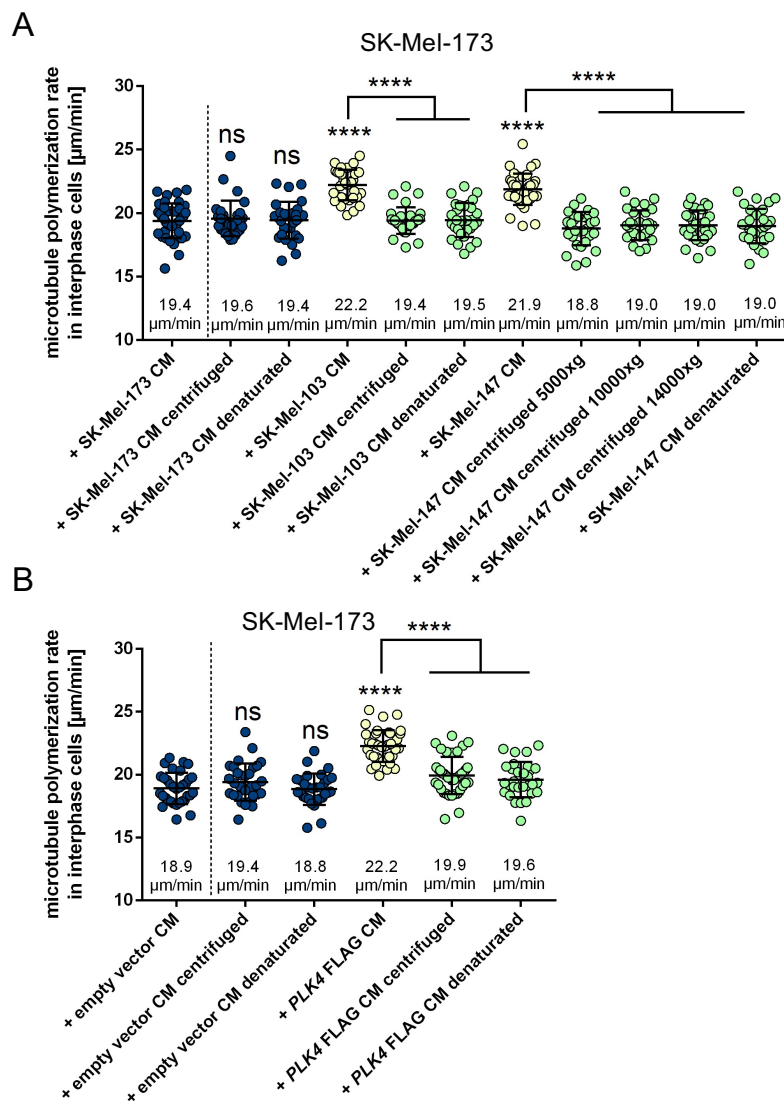 A
SK-Mel-173
microtubule polymerization rate
in interphase cells [µm/min]
30
25
20
15
10
ns
ns
****
****
****
****
19.4
µm/min
19.6
µm/min
19.4
µm/min
22.2
µm/min
19.4
µm/min
19.5
µm/min
21.9
µm/min
18.8
µm/min
19.0
µm/min
19.0
µm/min
19.0
µm/min
+ SK-Mel-173 CM
+ SK-Mel-173 CM centrifuged
+ SK-Mel-173 CM denaturated
+ SK-Mel-103 CM
+ SK-Mel-103 CM centrifuged
+ SK-Mel-103 CM denaturated
+ SK-Mel-147 CM
+ SK-Mel-147 CM centrifuged 5000xg
+ SK-Mel-147 CM centrifuged 10000xg
+ SK-Mel-147 CM centrifuged 14000xg
+ SK-Mel-147 CM denaturated
B
SK-Mel-173
microtubule polymerization rate
in interphase cells [µm/min]
30
25
20
15
10
ns
ns
****
****
18.9
µm/min
19.4
µm/min
18.8
µm/min
22.2
µm/min
19.9
µm/min
19.6
µm/min
+ empty vector CM
+ empty vector CM centrifuged
+ empty vector CM denaturated
+ PLK4 FLAG CM
+ PLK4 FLAG CM centrifuged
+ PLK4 FLAG CM denaturated